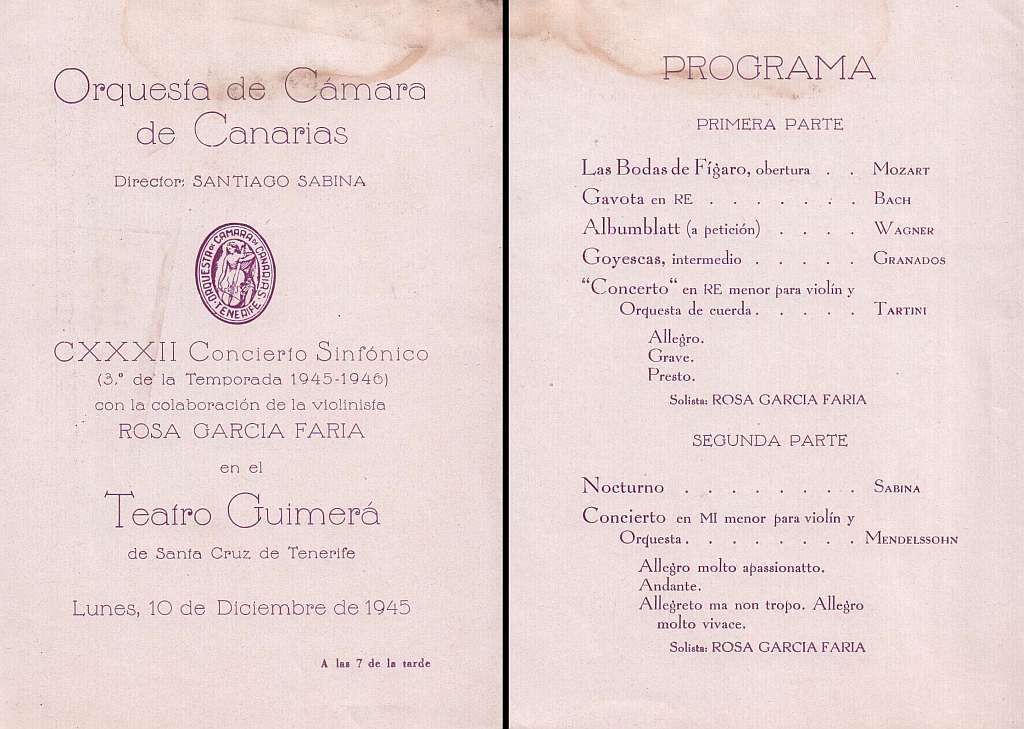 Orquesta de Cámara
de Canarias
Director: SANTIAGO SABINA
ORQUESTA DE CAMARA DE CANARIAS · TENERIFE ·
CXXXII Concierto Sinfónico
(3.º de la Temporada 1945-1946)
con la colaboración de la violinista
ROSA GARCIA FARIA
en el
Teatro Guimerá
de Santa Cruz de Tenerife
Lunes, 10 de Diciembre de 1945
A las 7 de la tarde
PROGRAMA
PRIMERA PARTE
Las Bodas de Fígaro, obertura . . MOZART
Gavota en RE . . . . . . . BACH
Albumblatt (a petición) . . . . WAGNER
Goyescas, intermedio . . . . . GRANADOS
"Concerto" en RE menor para violín y
Orquesta de cuerda . . . . . TARTINI
Allegro.
Grave.
Presto.
Solista: ROSA GARCIA FARIA
SEGUNDA PARTE
Nocturno . . . . . . . . SABINA
Concierto en MI menor para violín y
Orquesta . . . . . . . . MENDELSSOHN
Allegro molto apassionatto.
Andante.
Allegreto ma non tropo. Allegro
molto vivace.
Solista: ROSA GARCIA FARIA